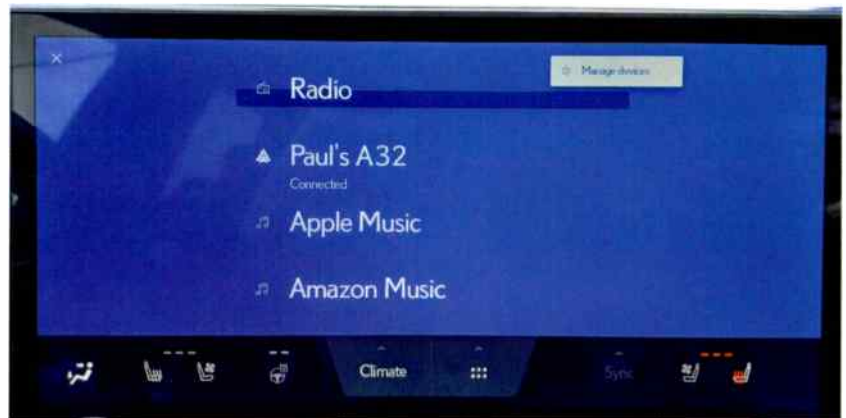 Radio
Manage devices
Paul's A32
Connected
Apple Music
Amazon Music
Climate
Sync